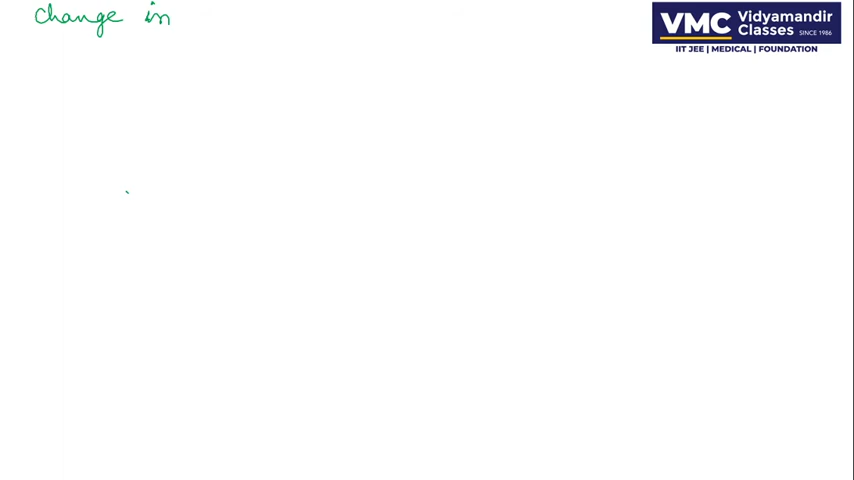 change in
VMC Vidyamandir
Classes SINCE 1986
IIT JEE | MEDICAL | FOUNDATION